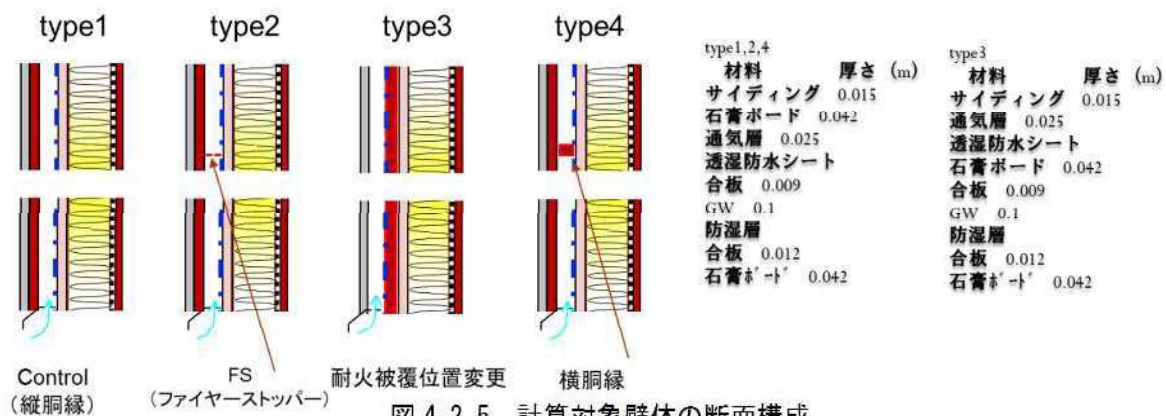 type1
type2
type3
type4
Control
(縦胴縁)
FS
(ファイヤーストッパー)
耐火被覆位置変更
横胴縁
type1,2,4
材料 厚さ (m)
サイディング 0.015
石膏ボード 0.042
通気層 0.025
透湿防水シート
合板 0.009
GW 0.1
防湿層
合板 0.012
石膏ボード 0.042
type3
材料 厚さ (m)
サイディング 0.015
通気層 0.025
透湿防水シート
石膏ボード 0.042
合板 0.009
GW 0.1
防湿層
合板 0.012
石膏ボード 0.042
図 4.2.5 計算対象壁体の断面構成